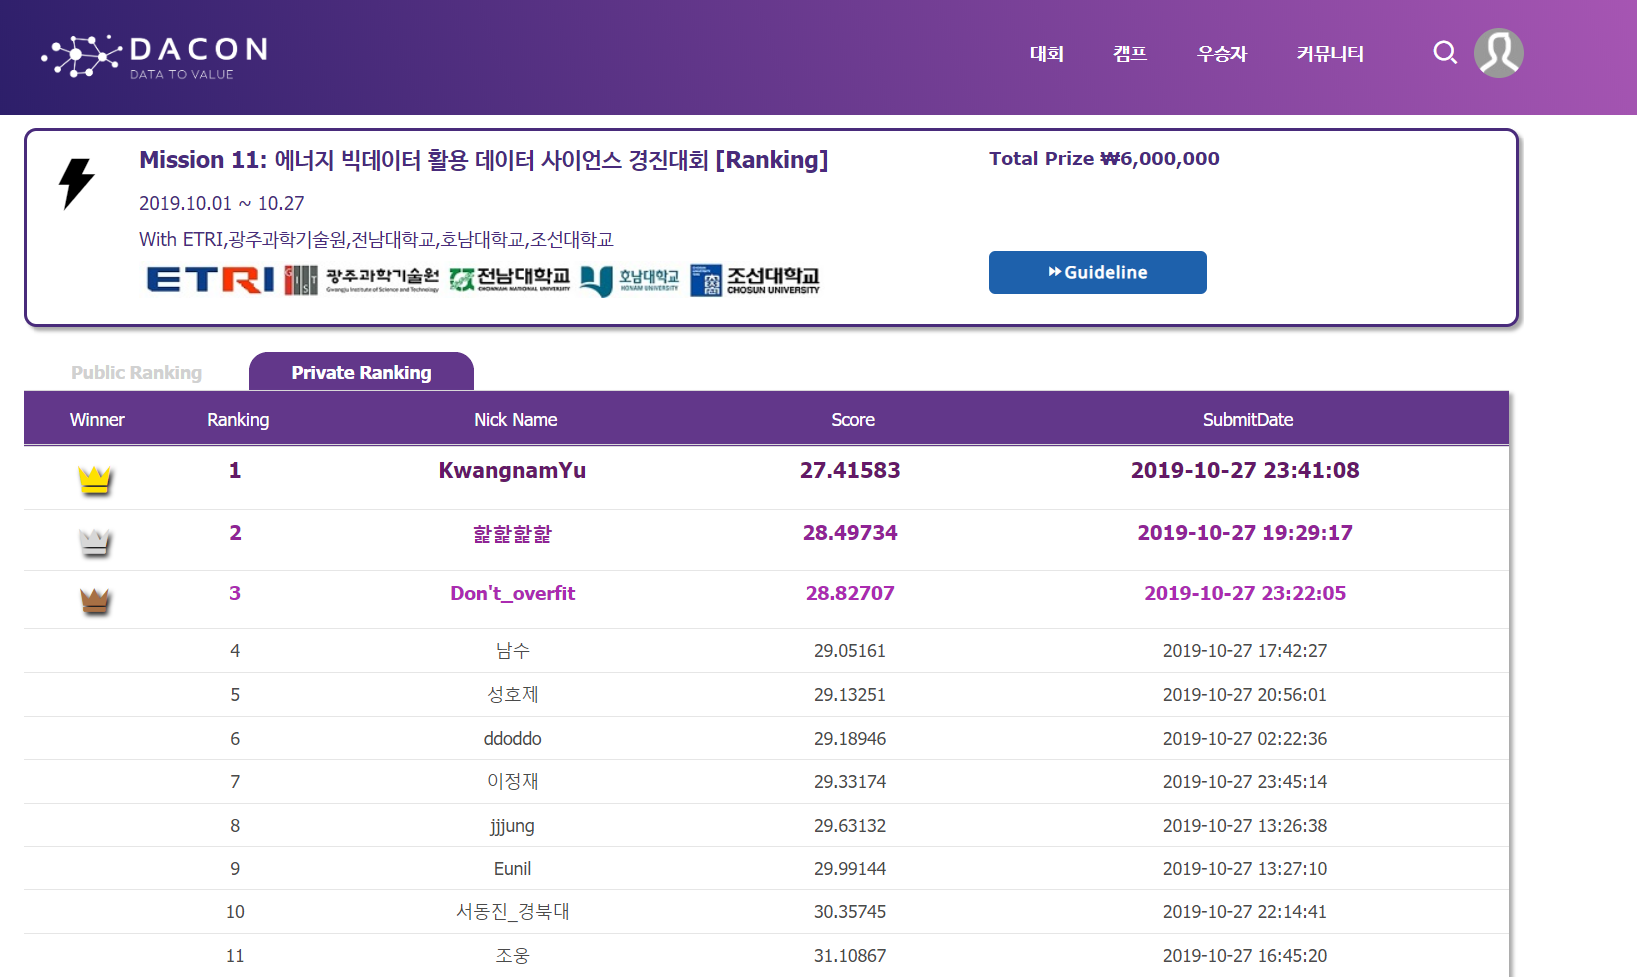 DACON
DATA TO VALUE
대회 캠프 우승자 커뮤니티
Mission 11: 에너지 빅데이터 활용 데이터 사이언스 경진대회 [Ranking]
Total Prize ₩6,000,000
2019.10.01 ~ 10.27
With ETRI,광주과학기술원,전남대학교,호남대학교,조선대학교
ETRI GIST 광주과학기술원 전남대학교 호남대학교 조선대학교
Gwangju Institute of Science and Technology CHONNAM NATIONAL UNIVERSITY HONAM UNIVERSITY CHOSUN UNIVERSITY
Guideline
Public Ranking Private Ranking
Winner Ranking Nick Name Score SubmitDate
1 KwangnamYu 27.41583 2019-10-27 23:41:08
2 핥핥핥핥 28.49734 2019-10-27 19:29:17
3 Don't_overfit 28.82707 2019-10-27 23:22:05
4 남수 29.05161 2019-10-27 17:42:27
5 성호제 29.13251 2019-10-27 20:56:01
6 ddoddo 29.18946 2019-10-27 02:22:36
7 이정재 29.33174 2019-10-27 23:45:14
8 jjjung 29.63132 2019-10-27 13:26:38
9 Eunil 29.99144 2019-10-27 13:27:10
10 서동진_경북대 30.35745 2019-10-27 22:14:41
11 조웅 31.10867 2019-10-27 16:45:20